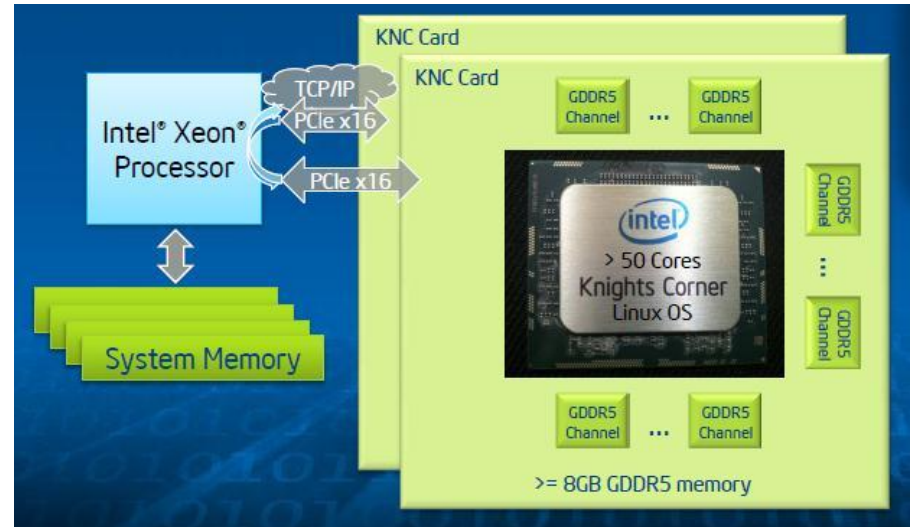 KNC Card
KNC Card
TCP/IP
PCIe x16
PCIe x16
Intel® Xeon®
Processor
System Memory
GDDR5
Channel
...
GDDR5
Channel
GDDR5
Channel
...
GDDR5
Channel
intel
> 50 Cores
Knights Corner
Linux OS
GDDR5
Channel
...
GDDR5
Channel
>= 8GB GDDR5 memory